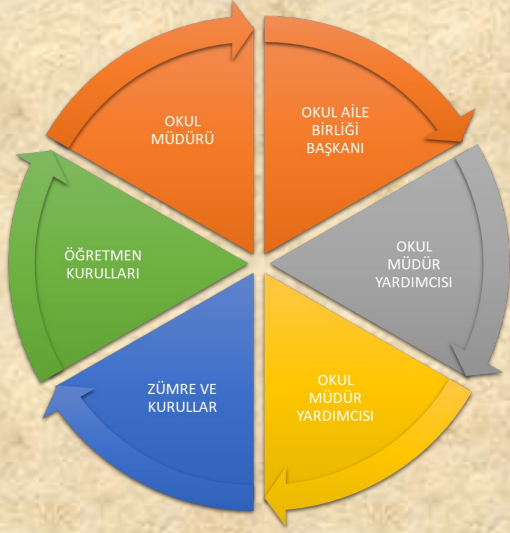 OKUL
MÜDÜRÜ
OKUL AİLE
BİRLİĞİ
BAŞKANI
OKUL
MÜDÜR
YARDIMCISI
OKUL
MÜDÜR
YARDIMCISI
ZÜMRE VE
KURULLAR
ÖĞRETMEN
KURULLARI